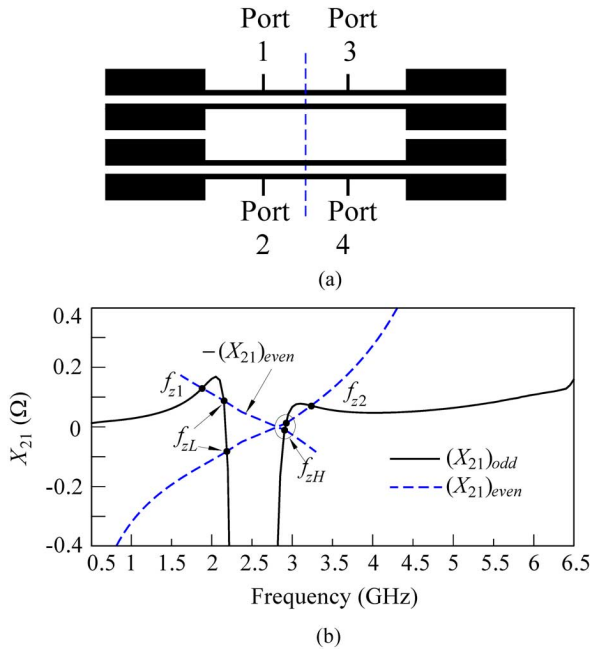 Port Port
1 3
Port Port
2 4
(a)
0.4
0.2
0
-0.2
-0.4
X21 (Ω)
−(X21)even
fz1
fzL
fz2
fzH
(X21)odd
(X21)even
0.5 1 1.5 2 2.5 3 3.5 4 4.5 5 5.5 6 6.5
Frequency (GHz)
(b)